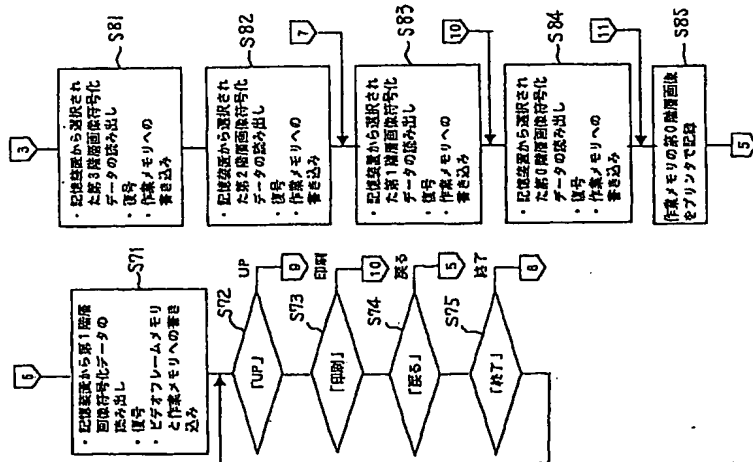 3
S81
・記憶装置から選択され
た第3階層画像符号化
データの読み出し
・復号
・作業メモリへの
書き込み
S82
・記憶装置から選択され
た第2階層画像符号化
データの読み出し
・復号
・作業メモリへの
書き込み
7
S83
・記憶装置から選択され
た第1階層画像符号化
データの読み出し
・復号
・作業メモリへの
書き込み
10
S84
・記憶装置から選択され
た第0階層画像符号化
データの読み出し
・復号
・作業メモリへの
書き込み
11
S85
作業メモリの第0階層画像
をプリンタで記録
5
S71
・記憶装置から第1階層
画像符号化データの
読み出し
・復号
・ビデオフレームメモリ
と作業メモリへの書き
込み
S72
「UP」
UP
9
S73
「印刷」
印刷
10
S74
「戻る」
戻る
5
S75
「終了」
終了